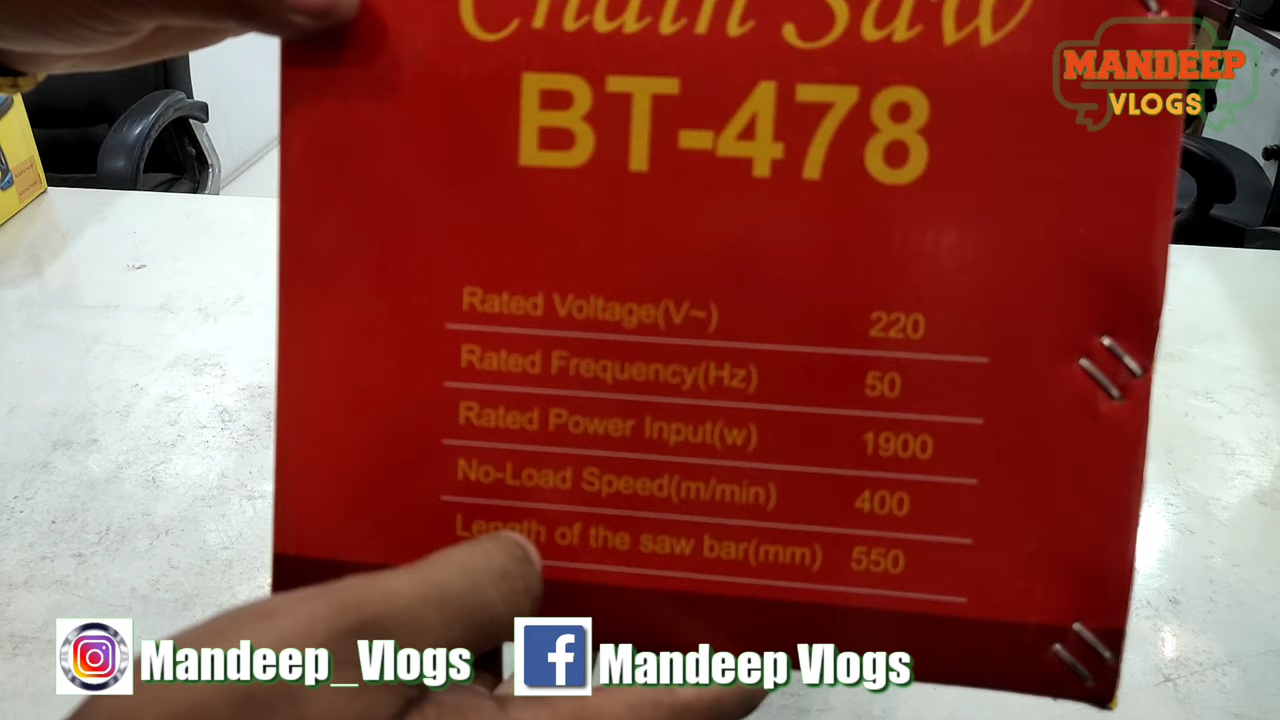 Chain Saw
MANDEEP
VLOGS
BT-478
Rated Voltage(V~) 220
Rated Frequency(Hz) 50
Rated Power Input(w) 1900
No-Load Speed(m/min) 400
Length of the saw bar(mm) 550
Mandeep_Vlogs
Mandeep Vlogs